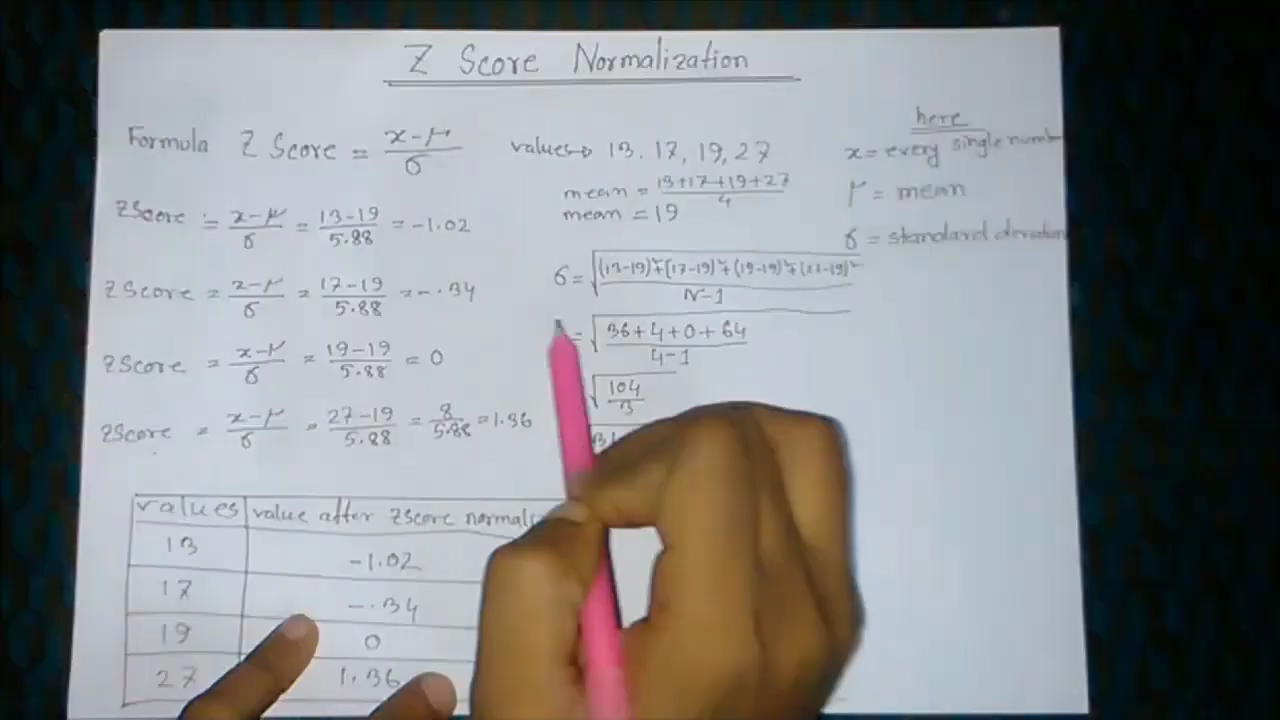 Z Score Normalization
Formula Z Score = x-μ/σ
values→ 13. 17, 19, 27
mean = 13+17+19+27/4
mean = 19
here
x = every single numb
μ = mean
σ = standard deviation
ZScore = x-μ/σ = 13-19/5.88 = -1.02
ZScore = x-μ/σ = 17-19/5.88 = -.34
ZScore = x-μ/σ = 19-19/5.88 = 0
ZScore = x-μ/σ = 27-19/5.88 = 8/5.88 = 1.36
σ = √(13-19)²+(17-19)²+(19-19)²+(27-19)²/N-1
= √36+4+0+64/4-1
√104/3
values value after ZScore normali
13 -1.02
17 -.34
19 0
27 1.36